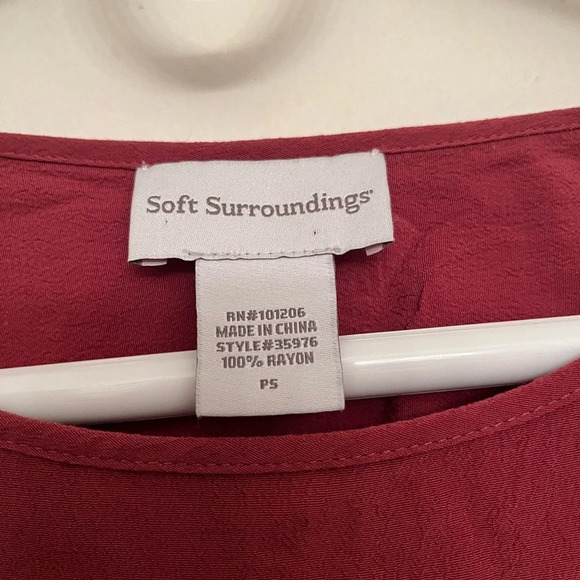 Soft Surroundings®
RN#101206
MADE IN CHINA
STYLE#35976
100% RAYON
PS